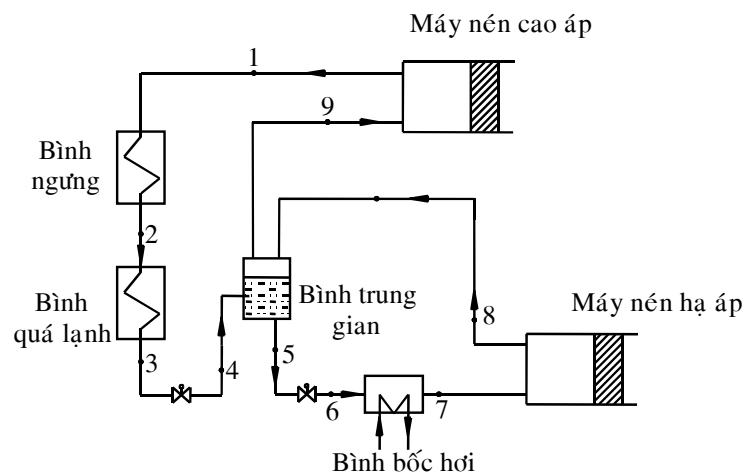 Máy nén cao áp
1
9
Bình
ngưng
2
Bình
quá lạnh
Bình trung
gian
Máy nén hạ áp
8
3
4
5
6
7
Bình bốc hơi